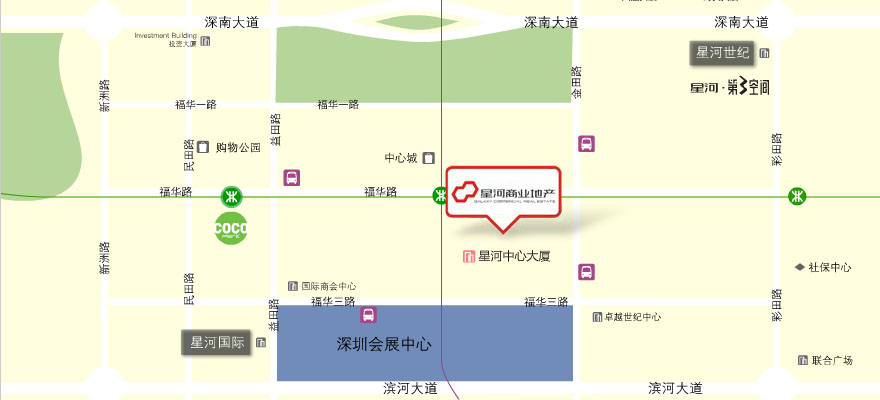 深南大道
深南大道
深南大道
Investment Building
投资大厦
星河世纪
星河·第3空间
新洲路
金田路
福华一路
福华一路
益田路
民田路
购物公园
中心城
彩田路
福华路
福华路
星河商业地产
GALAXY COMMERCIAL REAL ESTATE
COCO
Park
新洲路
星河中心大厦
社保中心
民田路
国际商会中心
彩田路
福华三路
福华三路
益田路
卓越世纪中心
星河国际
深圳会展中心
联合广场
滨河大道
滨河大道